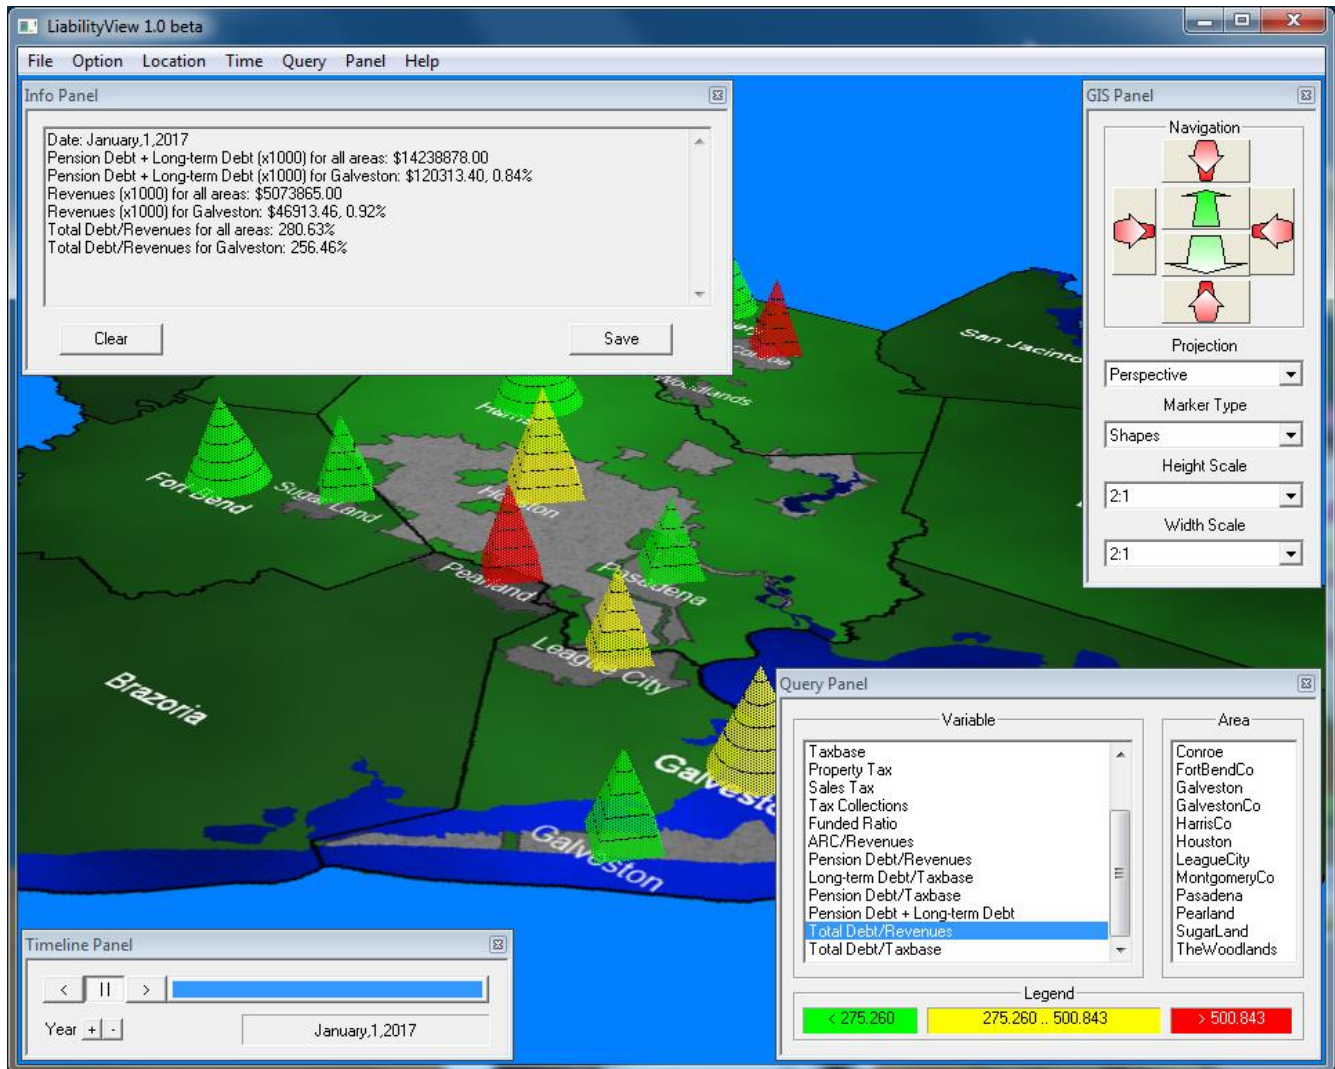 LiabilityView 1.0 beta
File Option Location Time Query Panel Help
Info Panel
Date: January,1,2017
Pension Debt + Long-term Debt (x1000) for all areas: $14238878.00
Pension Debt + Long-term Debt (x1000) for Galveston: $120313.40, 0.84%
Revenues (x1000) for all areas: $5073865.00
Revenues (x1000) for Galveston: $46913.46, 0.92%
Total Debt/Revenues for all areas: 280.63%
Total Debt/Revenues for Galveston: 256.46%
Clear
Save
GIS Panel
Navigation
Projection
Perspective
Marker Type
Shapes
Height Scale
2:1
Width Scale
2:1
San Jacinto
Fort Bend
Sugar Land
Houston
Pearland
Pasadena
League City
Brazoria
Galveston
Query Panel
Variable
Taxbase
Property Tax
Sales Tax
Tax Collections
Funded Ratio
ARC/Revenues
Pension Debt/Revenues
Long-term Debt/Taxbase
Pension Debt/Taxbase
Pension Debt + Long-term Debt
Total Debt/Revenues
Total Debt/Taxbase
Area
Conroe
FortBendCo
Galveston
GalvestonCo
HarrisCo
Houston
LeagueCity
MontgomeryCo
Pasadena
Pearland
SugarLand
TheWoodlands
Legend
< 275.260
275.260 .. 500.843
> 500.843
Timeline Panel
< || >
Year + -
January,1,2017